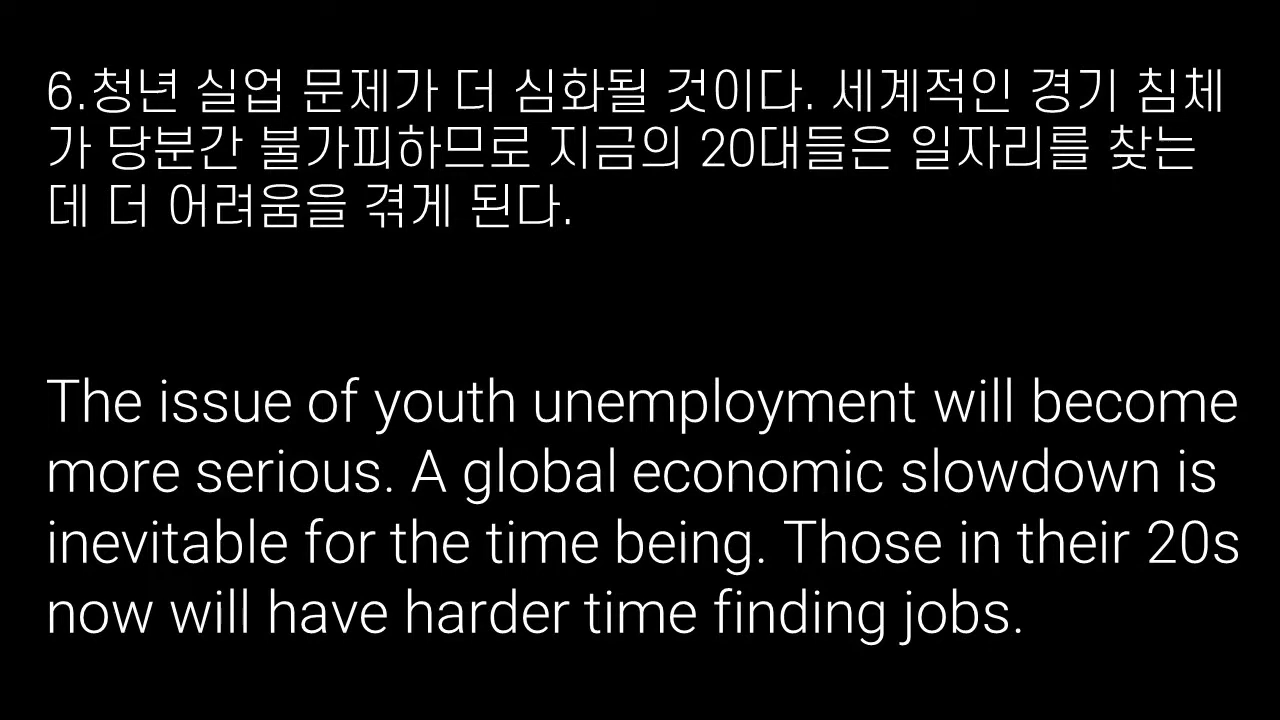 6.청년 실업 문제가 더 심화될 것이다. 세계적인 경기 침체
가 당분간 불가피하므로 지금의 20대들은 일자리를 찾는
데 더 어려움을 겪게 된다.
The issue of youth unemployment will become
more serious. A global economic slowdown is
inevitable for the time being. Those in their 20s
now will have harder time finding jobs.